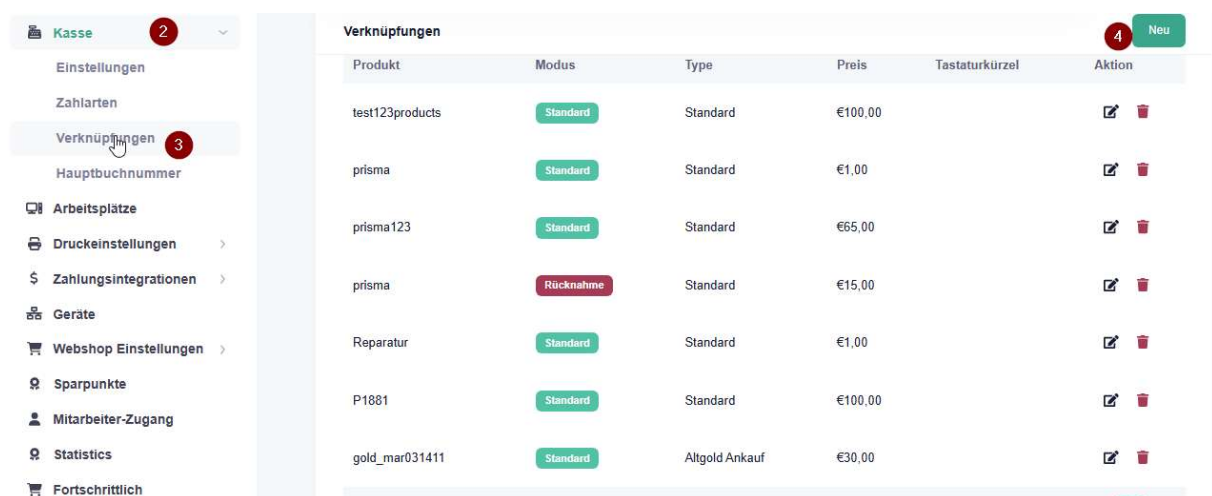 Kasse 2
Einstellungen
Zahlarten
Verknüpfungen 3
Hauptbuchnummer
Arbeitsplätze
Druckeinstellungen
Zahlungsintegrationen
Geräte
Webshop Einstellungen
Sparpunkte
Mitarbeiter-Zugang
Statistics
Fortschrittlich
Verknüpfungen 4 Neu
Produkt Modus Type Preis Tastaturkürzel Aktion
test123products Standard Standard €100,00
prisma Standard Standard €1,00
prisma123 Standard Standard €65,00
prisma Rücknahme Standard €15,00
Reparatur Standard Standard €1,00
P1881 Standard Standard €100,00
gold_mar031411 Standard Altgold Ankauf €30,00